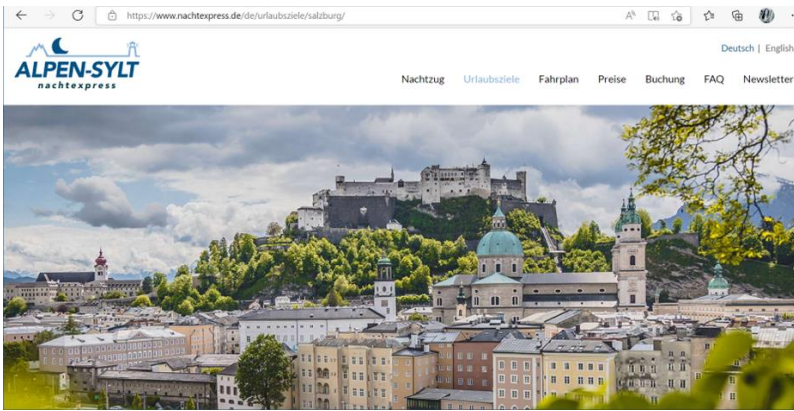 https://www.nachtexpress.de/de/urlaubsziele/salzburg/
Deutsch | English
ALPEN-SYLT
nachtexpress
Nachtzug Urlaubsziele Fahrplan Preise Buchung FAQ Newsletter